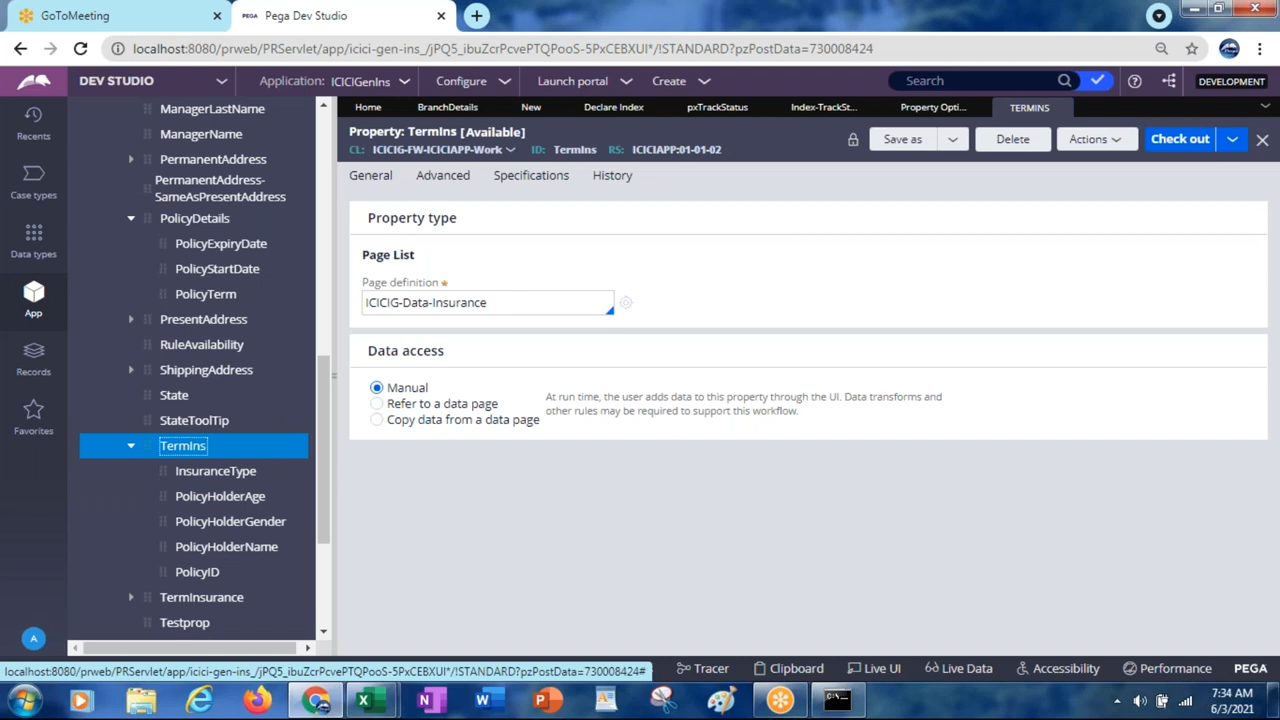 GoToMeeting
PEGA Pega Dev Studio
localhost:8080/prweb/PRServlet/app/icici-gen-ins_/jPQ5_ibuZcrPcvePTQPooS-5PxCEBXUI*/!STANDARD?pzPostData=730008424
DEV STUDIO
Application: ICICIGenIns
Configure
Launch portal
Create
Search
DEVELOPMENT
Home
BranchDetails
New
Declare Index
pxTrackStatus
Index-TrackSt...
Property Opti...
TERMINS
Recents
Case types
Data types
App
Records
Favorites
A
ManagerLastName
ManagerName
PermanentAddress
PermanentAddress-
SameAsPresentAddress
PolicyDetails
PolicyExpiryDate
PolicyStartDate
PolicyTerm
PresentAddress
RuleAvailability
ShippingAddress
State
StateToolTip
TermIns
InsuranceType
PolicyHolderAge
PolicyHolderGender
PolicyHolderName
PolicyID
TermInsurance
Testprop
Property: TermIns [Available]
CL: ICICIG-FW-ICICIAPP-Work ID: TermIns RS: ICICIAPP:01-01-02
Save as
Delete
Actions
Check out
General
Advanced
Specifications
History
Property type
Page List
Page definition
ICICIG-Data-Insurance
Data access
Manual
Refer to a data page
Copy data from a data page
At run time, the user adds data to this property through the UI. Data transforms and
other rules may be required to support this workflow.
localhost:8080/prweb/PRServlet/app/icici-gen-ins_/jPQ5_ibuZcrPcvePTQPooS-5PxCEBXUI*/!STANDARD?pzPostData=730008424#
Tracer
Clipboard
Live UI
Live Data
Accessibility
Performance
PEGA
7:34 AM
6/3/2021